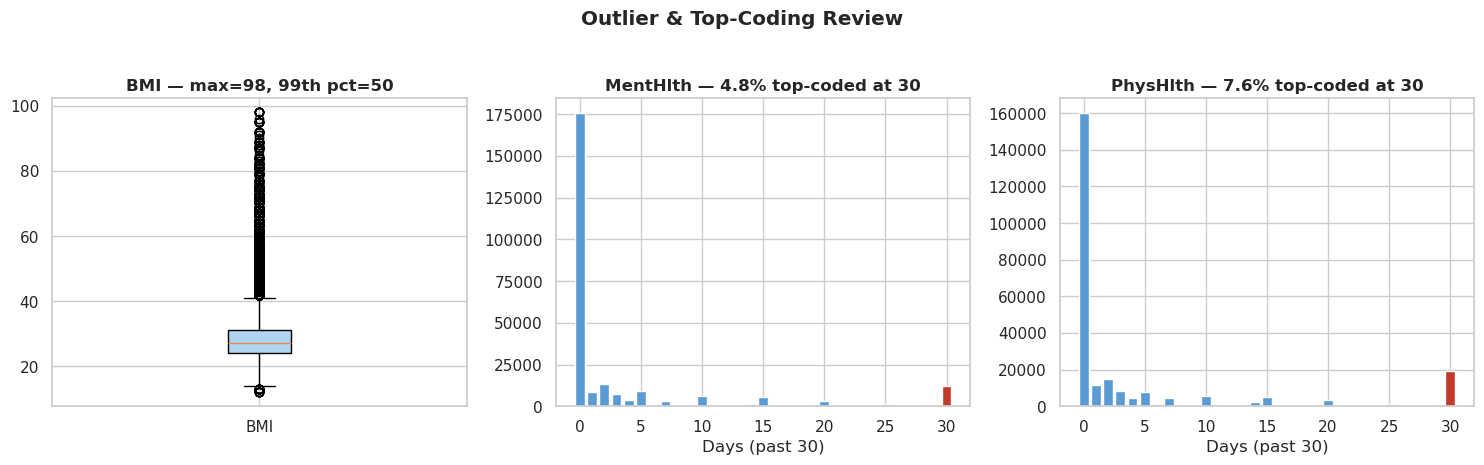 Outlier & Top-Coding Review
BMI — max=98, 99th pct=50
100
80
60
40
20
BMI
MentHlth — 4.8% top-coded at 30
175000
150000
125000
100000
75000
50000
25000
0
0 5 10 15 20 25 30
Days (past 30)
PhysHlth — 7.6% top-coded at 30
160000
140000
120000
100000
80000
60000
40000
20000
0
0 5 10 15 20 25 30
Days (past 30)